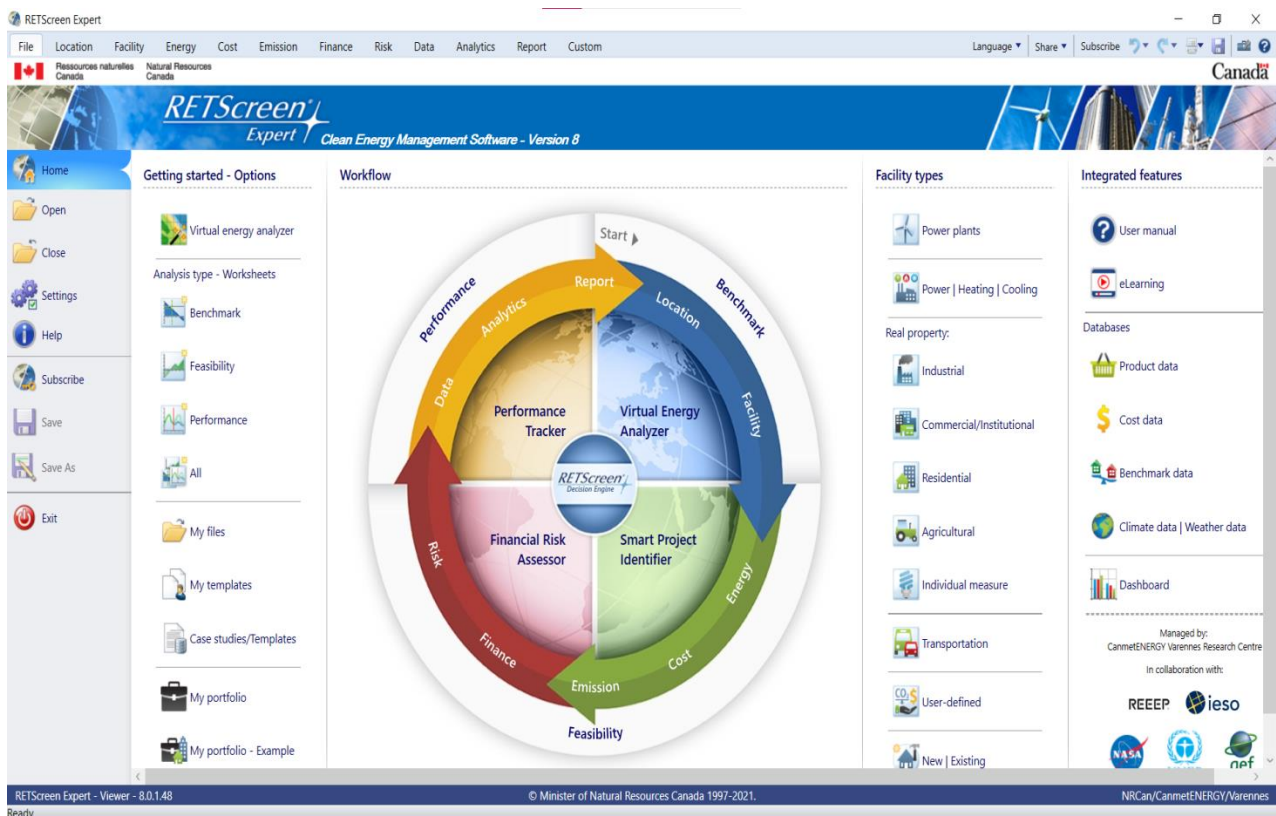 RETScreen Expert
File Location Facility Energy Cost Emission Finance Risk Data Analytics Report Custom Language Share Subscribe
Ressources naturelles Canada
Natural Resources Canada
Canada
RETScreen
Expert
Clean Energy Management Software - Version 8
Home
Open
Close
Settings
Help
Subscribe
Save
Save As
Exit
Getting started - Options
Virtual energy analyzer
Analysis type - Worksheets
Benchmark
Feasibility
Performance
All
My files
My templates
Case studies/Templates
My portfolio
My portfolio - Example
Workflow
Start
Performance
Benchmark
Feasibility
Report
Location
Analytics
Facility
Data
Energy
Risk
Cost
Finance
Emission
Performance
Tracker
Virtual Energy
Analyzer
RETScreen
Decision Engine
Financial Risk
Assessor
Smart Project
Identifier
Facility types
Power plants
Power | Heating | Cooling
Real property:
Industrial
Commercial/Institutional
Residential
Agricultural
Individual measure
Transportation
User-defined
New | Existing
Integrated features
User manual
eLearning
Databases
Product data
Cost data
Benchmark data
Climate data | Weather data
Dashboard
Managed by:
CanmetENERGY Varennes Research Centre
In collaboration with:
REEEP ieso
NASA gef
RETScreen Expert - Viewer - 8.0.1.48
© Minister of Natural Resources Canada 1997-2021.
NRCan/CanmetENERGY/Varennes
Ready